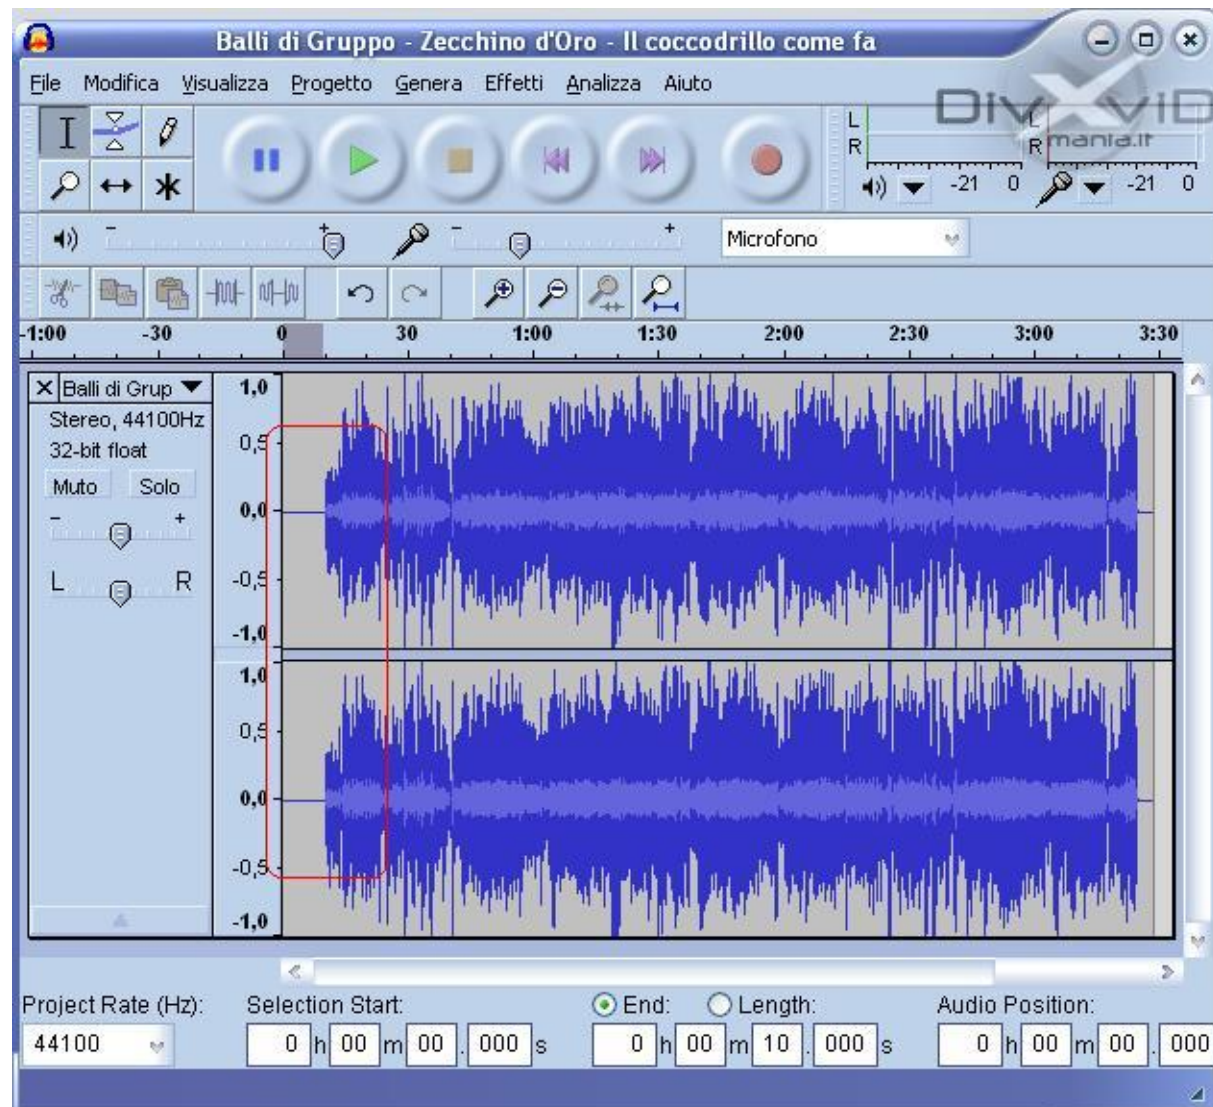 Balli di Gruppo - Zecchino d'Oro - Il coccodrillo come fa
File Modifica Visualizza Progetto Genera Effetti Analizza Aiuto
DivXviD
mania.it
L
R
-21 0
L
R
-21 0
- + - + Microfono
-1:00 -30 0 30 1:00 1:30 2:00 2:30 3:00 3:30
Balli di Grup
Stereo, 44100Hz
32-bit float
Muto Solo
- +
L R
1,0
0,5
0,0
-0,5
-1,0
1,0
0,5
0,0
-0,5
-1,0
Project Rate (Hz): Selection Start: End: Length: Audio Position:
44100 0 h 00 m 00 . 000 s 0 h 00 m 10 . 000 s 0 h 00 m 00 . 000